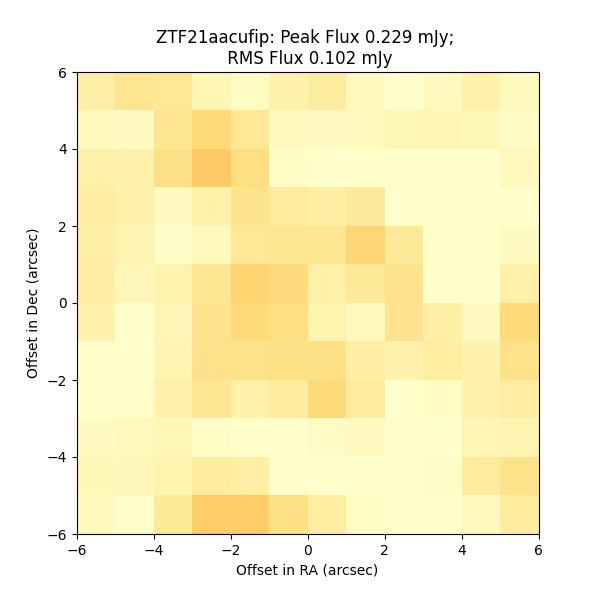 ZTF21aacufip: Peak Flux 0.229 mJy;
RMS Flux 0.102 mJy
6
4
2
0
−2
−4
−6
Offset in Dec (arcsec)
−6 −4 −2 0 2 4 6
Offset in RA (arcsec)